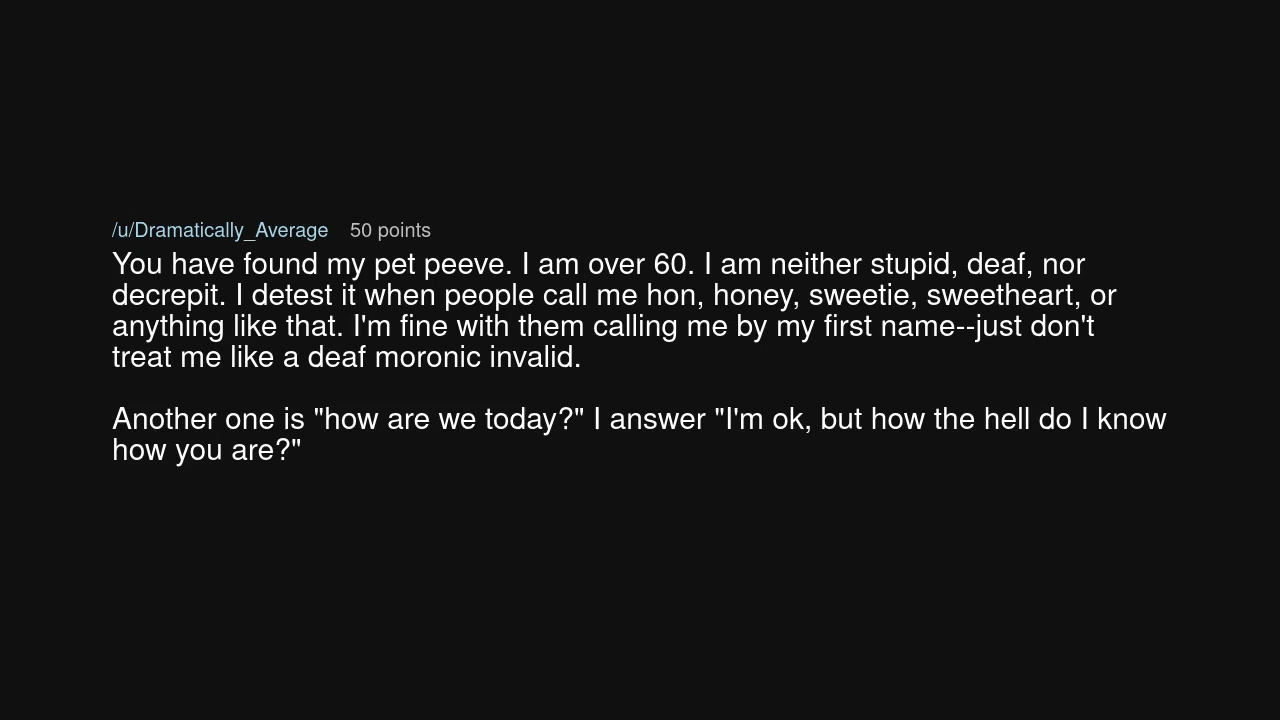 /u/Dramatically_Average 50 points
You have found my pet peeve. I am over 60. I am neither stupid, deaf, nor
decrepit. I detest it when people call me hon, honey, sweetie, sweetheart, or
anything like that. I'm fine with them calling me by my first name--just don't
treat me like a deaf moronic invalid.
Another one is "how are we today?" I answer "I'm ok, but how the hell do I know
how you are?"